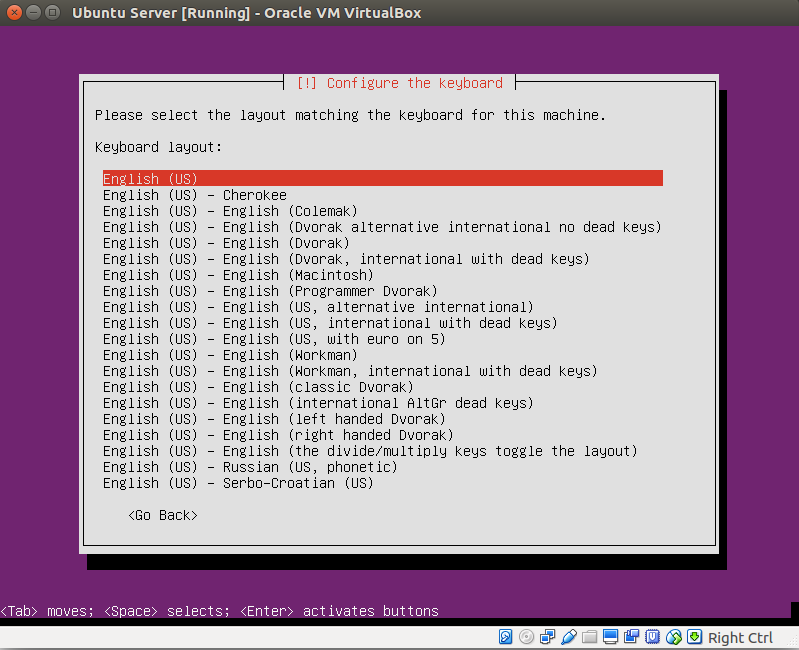 Ubuntu Server [Running] - Oracle VM VirtualBox
[!] Configure the keyboard
Please select the layout matching the keyboard for this machine.
Keyboard layout:
English (US)
English (US) - Cherokee
English (US) - English (Colemak)
English (US) - English (Dvorak alternative international no dead keys)
English (US) - English (Dvorak)
English (US) - English (Dvorak, international with dead keys)
English (US) - English (Macintosh)
English (US) - English (Programmer Dvorak)
English (US) - English (US, alternative international)
English (US) - English (US, international with dead keys)
English (US) - English (US, with euro on 5)
English (US) - English (Workman)
English (US) - English (Workman, international with dead keys)
English (US) - English (classic Dvorak)
English (US) - English (international AltGr dead keys)
English (US) - English (left handed Dvorak)
English (US) - English (right handed Dvorak)
English (US) - English (the divide/multiply keys toggle the layout)
English (US) - Russian (US, phonetic)
English (US) - Serbo-Croatian (US)
<Go Back>
<Tab> moves; <Space> selects; <Enter> activates buttons
Right Ctrl